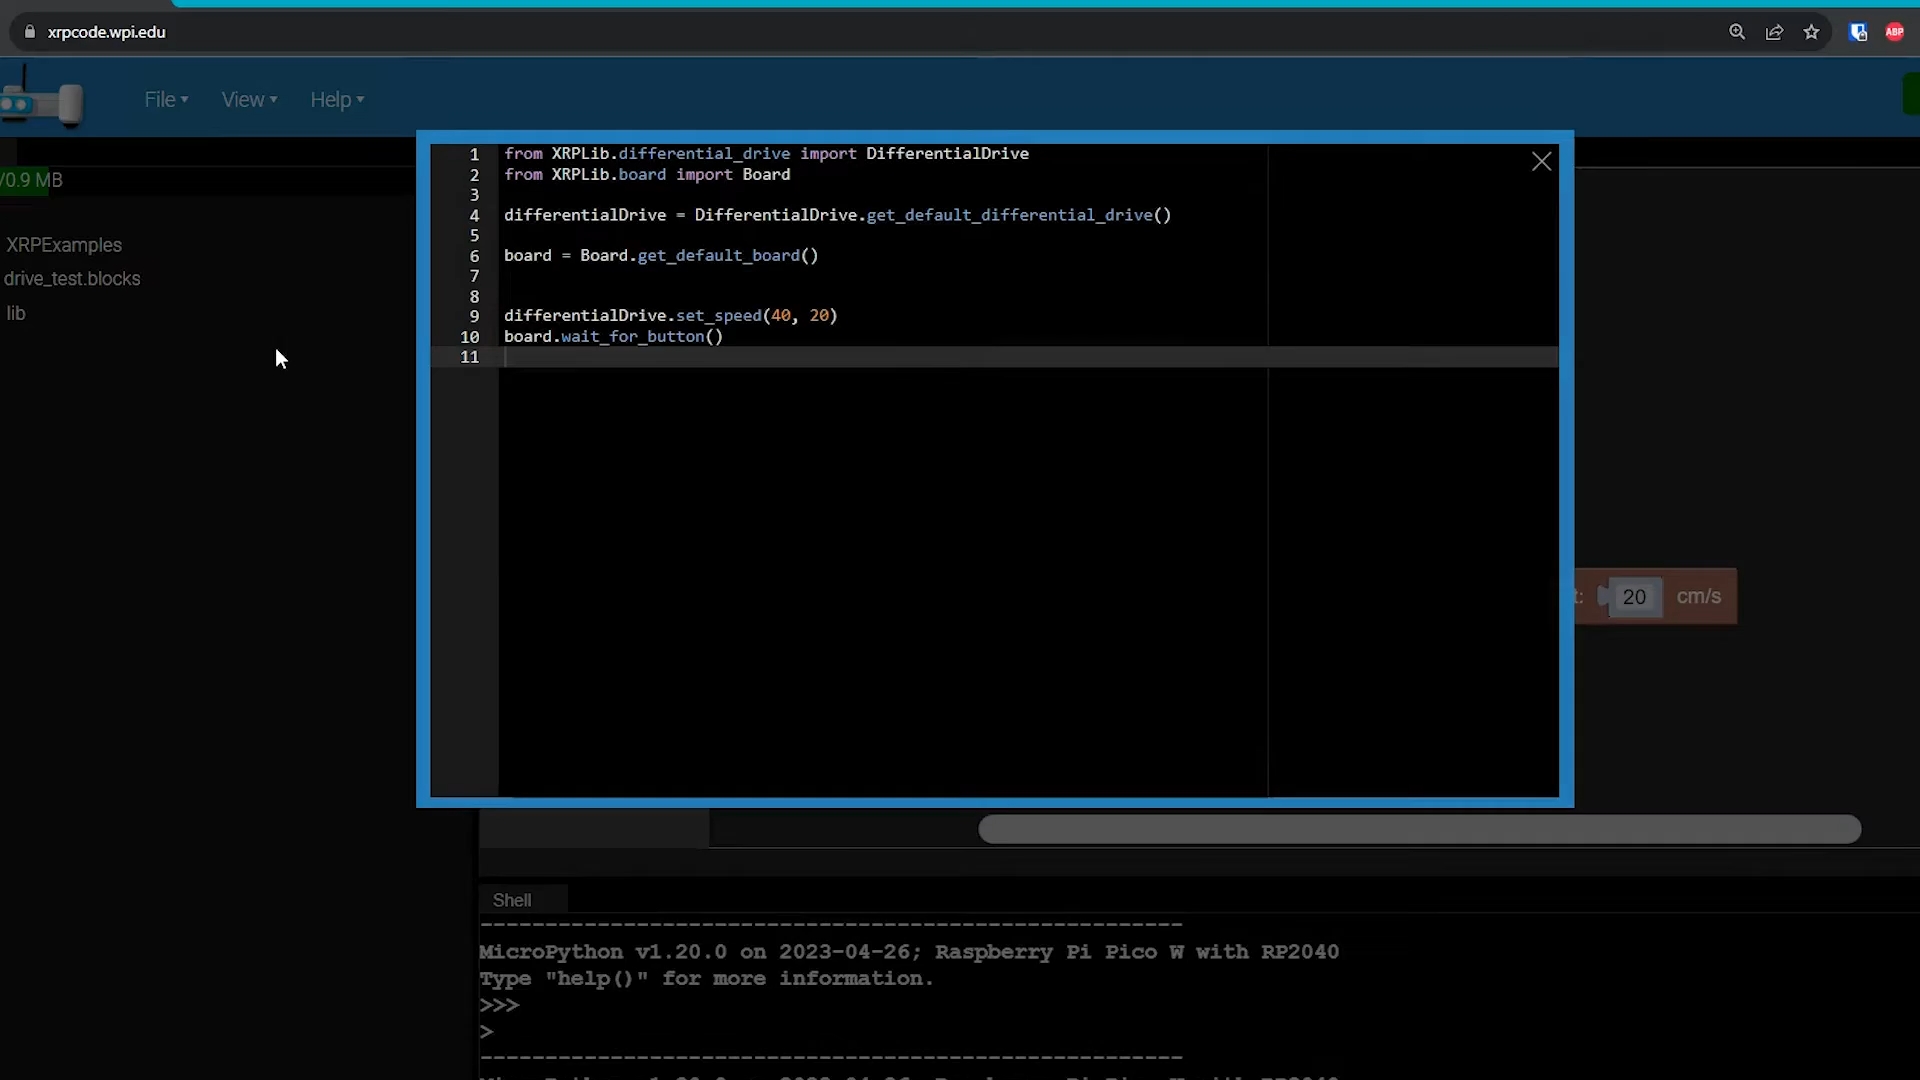 xrpcode.wpi.edu
ABP
File
View
Help
/0.9 MB
XRPExamples
drive_test.blocks
lib
1 from XRPLib.differential_drive import DifferentialDrive
2 from XRPLib.board import Board
3
4 differentialDrive = DifferentialDrive.get_default_differential_drive()
5
6 board = Board.get_default_board()
7
8
9 differentialDrive.set_speed(40, 20)
10 board.wait_for_button()
11
t: 20 cm/s
Shell
------------------------------------------------------
MicroPython v1.20.0 on 2023-04-26; Raspberry Pi Pico W with RP2040
Type "help()" for more information.
>>>
>
------------------------------------------------------